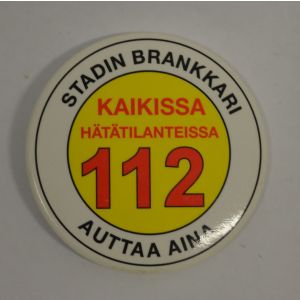 STADIN BRANKKARI
KAIKISSA
HÄTÄTILANTEISSA
112
AUTTAA AINA